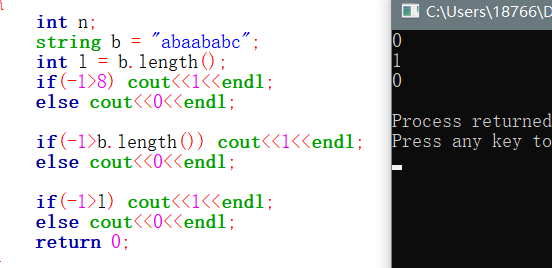 int n;
string b = "abaababc";
int l = b.length();
if(-1>8) cout<<1<<endl;
else cout<<0<<endl;
if(-1>b.length()) cout<<1<<endl;
else cout<<0<<endl;
if(-1>l) cout<<1<<endl;
else cout<<0<<endl;
return 0;
C:\Users\18766\D
0
1
0
Process returned
Press any key to